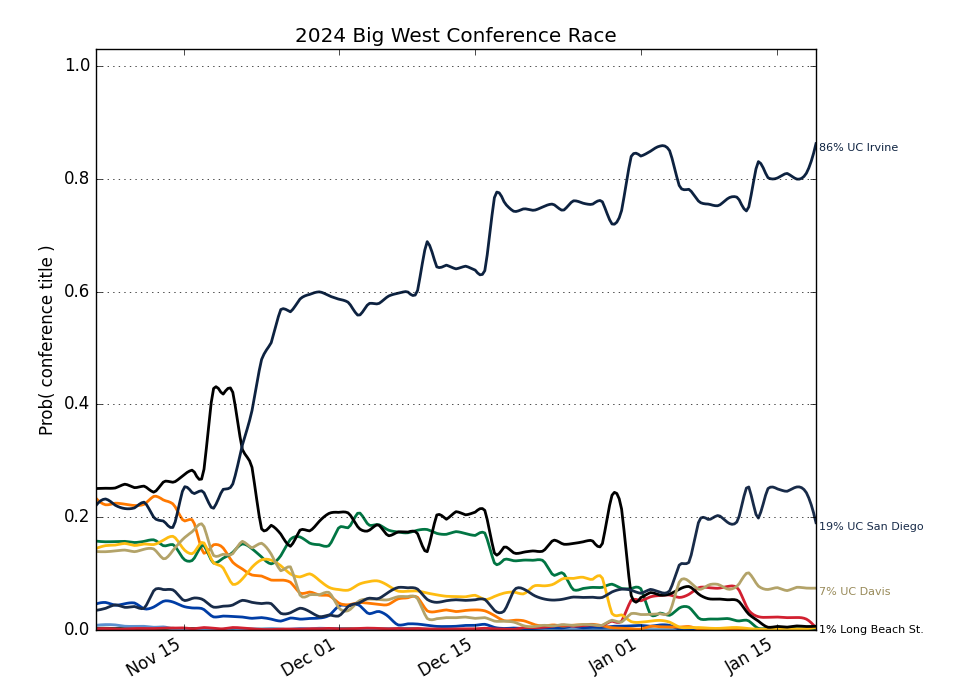 2024 Big West Conference Race
Prob( conference title )
1.0
0.8
0.6
0.4
0.2
0.0
86% UC Irvine
19% UC San Diego
7% UC Davis
1% Long Beach St.
Nov 15
Dec 01
Dec 15
Jan 01
Jan 15